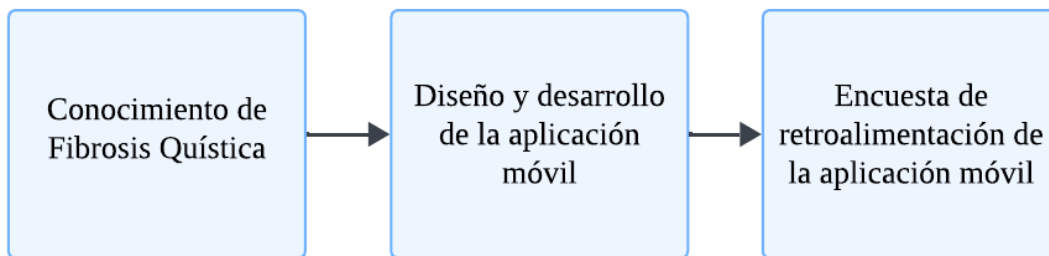 Conocimiento de
Fibrosis Quística
Diseño y desarrollo
de la aplicación
móvil
Encuesta de
retroalimentación de
la aplicación móvil